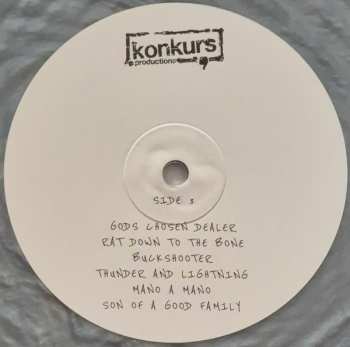 konkurs
productions
SIDE 3
GODS CHOSEN DEALER
RAT DOWN TO THE BONE
BUCKSHOOTER
THUNDER AND LIGHTNING
MANO A MANO
SON OF A GOOD FAMILY